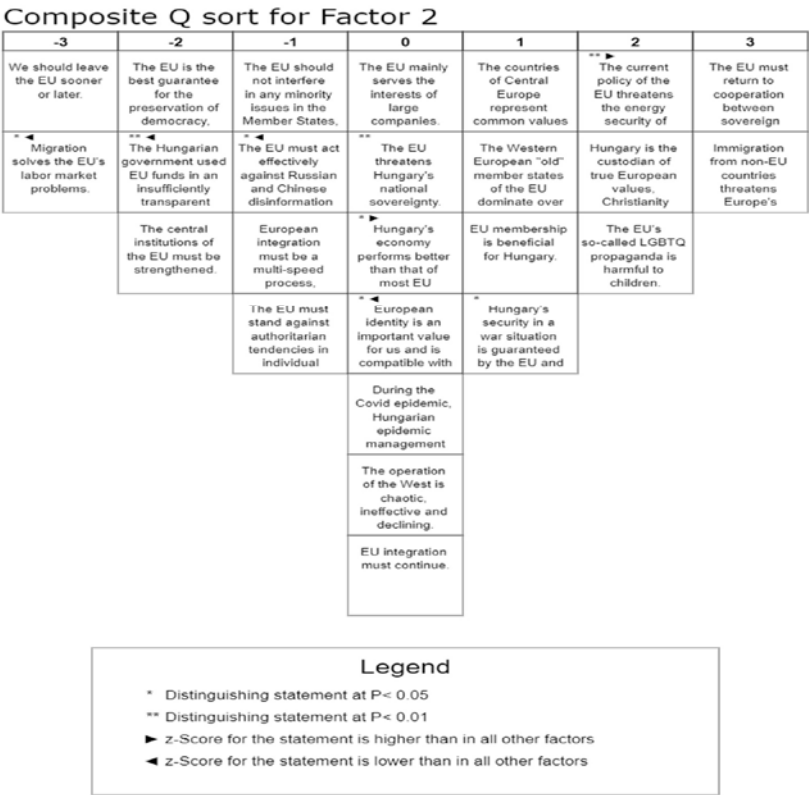 Composite Q sort for Factor 2
-3 -2 -1 0 1 2 3
We should leave
the EU sooner
or later.
The EU is the
best guarantee
for the
preservation of
democracy,
The EU should
not interfere
in any minority
issues in the
Member States,
The EU mainly
serves the
interests of
large
companies.
The countries
of Central
Europe
represent
common values
** ►
The current
policy of the
EU threatens
the energy
security of
The EU must
return to
cooperation
between
sovereign
* ◄
Migration
solves the EU's
labor market
problems.
** ◄
The Hungarian
government used
EU funds in an
insufficiently
transparent
* ◄
The EU must act
effectively
against Russian
and Chinese
disinformation
**
The EU
threatens
Hungary's
national
sovereignty.
The Western
European "old"
member states
of the EU
dominate over
Hungary is the
custodian of
true European
values,
Christianity
Immigration
from non-EU
countries
threatens
Europe's
The central
institutions of
the EU must be
strengthened.
European
integration
must be a
multi-speed
process,
* ►
Hungary's
economy
performs better
than that of
most EU
EU membership
is beneficial
for Hungary.
The EU's
so-called LGBTQ
propaganda is
harmful to
children.
The EU must
stand against
authoritarian
tendencies in
individual
* ◄
European
identity is an
important value
for us and is
compatible with
*
Hungary's
security in a
war situation
is guaranteed
by the EU and
During the
Covid epidemic,
Hungarian
epidemic
management
The operation
of the West is
chaotic,
ineffective and
declining.
EU integration
must continue.
Legend
* Distinguishing statement at P< 0.05
** Distinguishing statement at P< 0.01
► z-Score for the statement is higher than in all other factors
◄ z-Score for the statement is lower than in all other factors